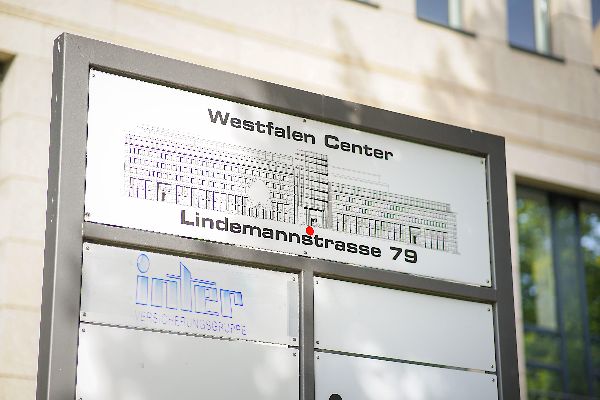 Westfalen Center
Lindemannstrasse 79
inter
VERSICHERUNGSGRUPPE